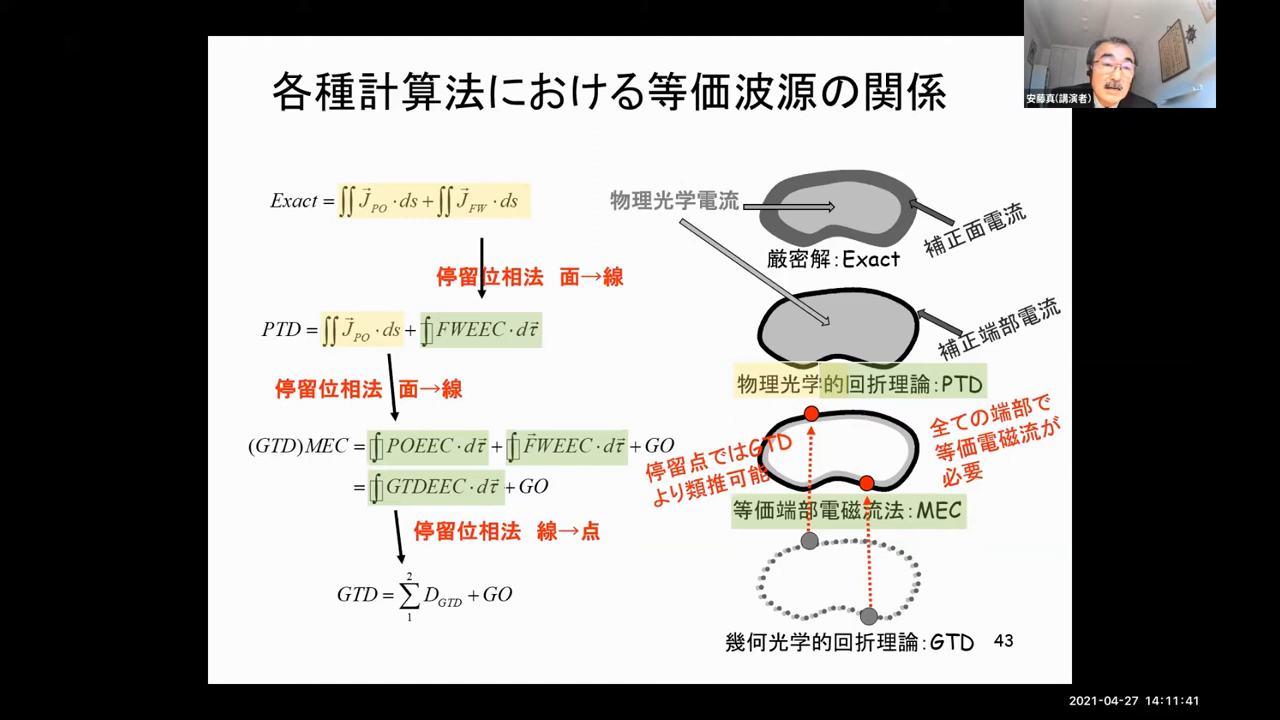 各種計算法における等価波源の関係
安藤真(講演者)
Exact = ∬ J⃗_PO · ds + ∬ J⃗_FW · ds
停留位相法 面→線
PTD = ∬ J⃗_PO · ds + ∮ FWEEC · dτ⃗
停留位相法 面→線
(GTD)MEC = ∮ POEEC · dτ⃗ + ∮ FWEEC · dτ⃗ + GO
= ∮ GTDEEC · dτ⃗ + GO
停留位相法 線→点
GTD = ∑_1^2 D_GTD + GO
物理光学電流
補正面電流
厳密解：Exact
補正端部電流
物理光学的回折理論：PTD
全ての端部で
等価電磁流が
必要
停留点ではGTD
より類推可能
等価端部電磁流法：MEC
幾何光学的回折理論：GTD
43
2021-04-27 14:11:41